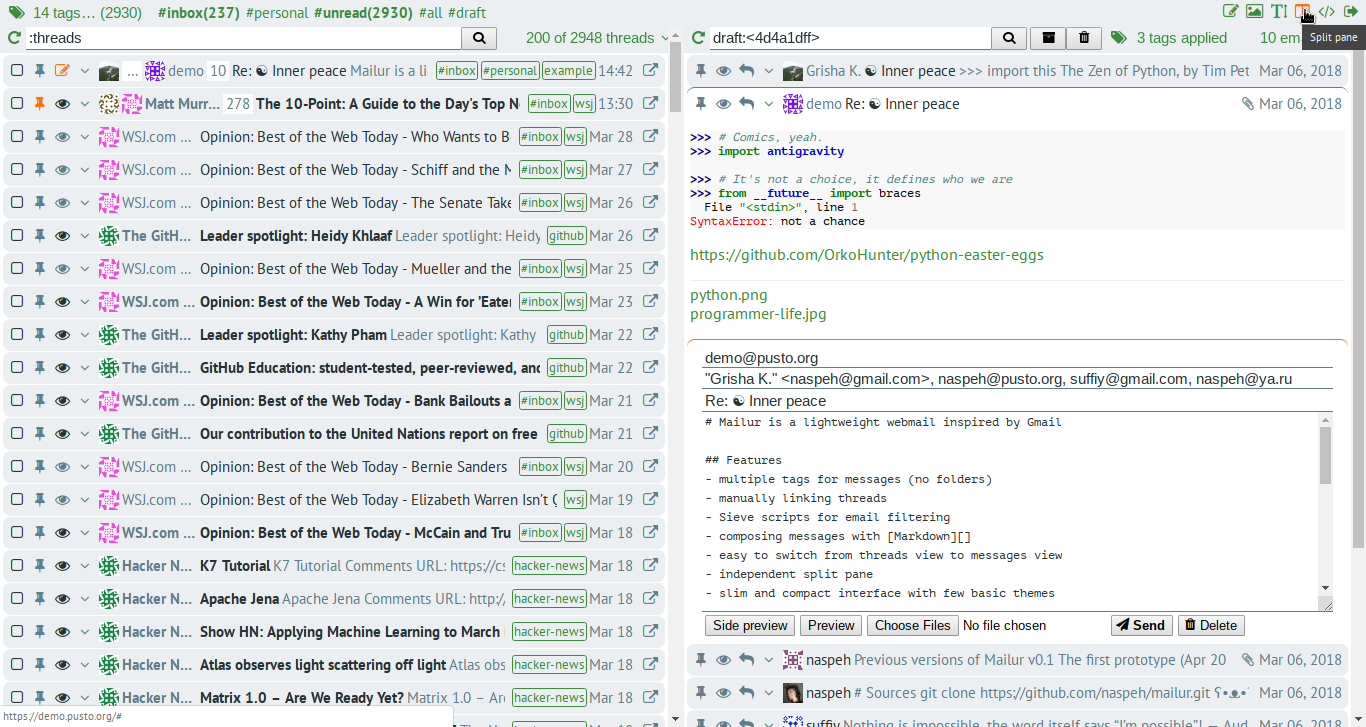 14 tags… (2930) #inbox(237) #personal #unread(2930) #all #draft
:threads
200 of 2948 threads
demo 10 Re: ☯ Inner peace Mailur is a li #inbox #personal example 14:42
Matt Murr… 278 The 10-Point: A Guide to the Day's Top N #inbox wsj 13:30
WSJ.com … Opinion: Best of the Web Today - Who Wants to B #inbox wsj Mar 28
WSJ.com … Opinion: Best of the Web Today - Schiff and the N #inbox wsj Mar 27
WSJ.com … Opinion: Best of the Web Today - The Senate Take #inbox wsj Mar 26
The GitH… Leader spotlight: Heidy Khlaaf Leader spotlight: Heidy github Mar 26
WSJ.com … Opinion: Best of the Web Today - Mueller and the #inbox wsj Mar 25
WSJ.com … Opinion: Best of the Web Today - A Win for 'Eater #inbox wsj Mar 23
The GitH… Leader spotlight: Kathy Pham Leader spotlight: Kathy github Mar 22
The GitH… GitHub Education: student-tested, peer-reviewed, and github Mar 22
WSJ.com … Opinion: Best of the Web Today - Bank Bailouts a #inbox wsj Mar 21
The GitH… Our contribution to the United Nations report on free github Mar 21
WSJ.com … Opinion: Best of the Web Today - Bernie Sanders #inbox wsj Mar 20
WSJ.com … Opinion: Best of the Web Today - Elizabeth Warren Isn't wsj Mar 19
WSJ.com … Opinion: Best of the Web Today - McCain and Tru #inbox wsj Mar 18
Hacker N… K7 Tutorial K7 Tutorial Comments URL: https://cs hacker-news Mar 18
Hacker N… Apache Jena Apache Jena Comments URL: http:/ hacker-news Mar 18
Hacker N… Show HN: Applying Machine Learning to March hacker-news Mar 18
Hacker N… Atlas observes light scattering off light Atlas obs hacker-news Mar 18
Hacker N… Matrix 1.0 – Are We Ready Yet? Matrix 1.0 – Ar hacker-news Mar 18
https://demo.pusto.org/#
Split pane
draft:<4d4a1dff>
3 tags applied
10 em
Grisha K. ☯ Inner peace >>> import this The Zen of Python, by Tim Pet Mar 06, 2018
demo Re: ☯ Inner peace Mar 06, 2018
>>> # Comics, yeah.
>>> import antigravity
>>> # It's not a choice, it defines who we are
>>> from __future__ import braces
File "<stdin>", line 1
SyntaxError: not a chance
https://github.com/OrkoHunter/python-easter-eggs
python.png
programmer-life.jpg
demo@pusto.org
"Grisha K." <naspeh@gmail.com>, naspeh@pusto.org, suffiy@gmail.com, naspeh@ya.ru
Re: ☯ Inner peace
# Mailur is a lightweight webmail inspired by Gmail
## Features
- multiple tags for messages (no folders)
- manually linking threads
- Sieve scripts for email filtering
- composing messages with [Markdown][]
- easy to switch from threads view to messages view
- independent split pane
- slim and compact interface with few basic themes
Side preview Preview Choose Files No file chosen Send Delete
naspeh Previous versions of Mailur v0.1 The first prototype (Apr 20 Mar 06, 2018
naspeh # Sources git clone https://github.com/naspeh/mailur.git ʕ•ᴥ•ʔ Mar 06, 2018
suffiy Nothing is impossible, the word itself says "I'm possible"! — Aud Mar 06, 2018